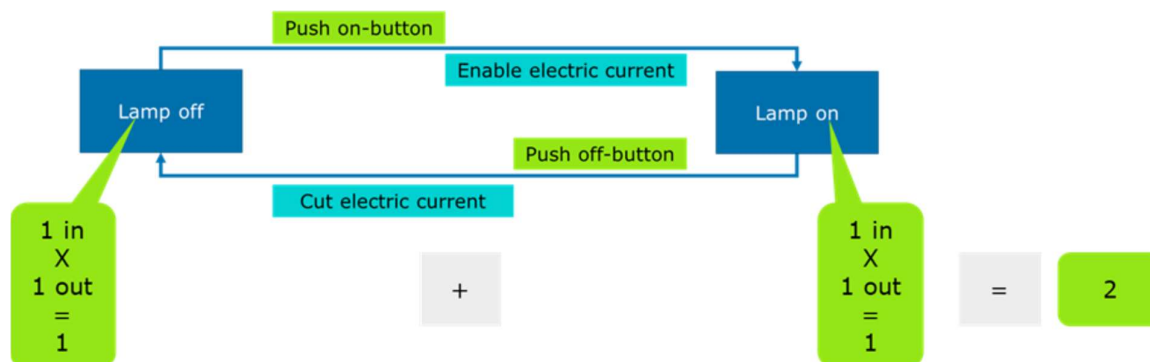 Push on-button
Enable electric current
Lamp off
Lamp on
Push off-button
Cut electric current
1 in
X
1 out
=
1
+
1 in
X
1 out
=
1
=
2